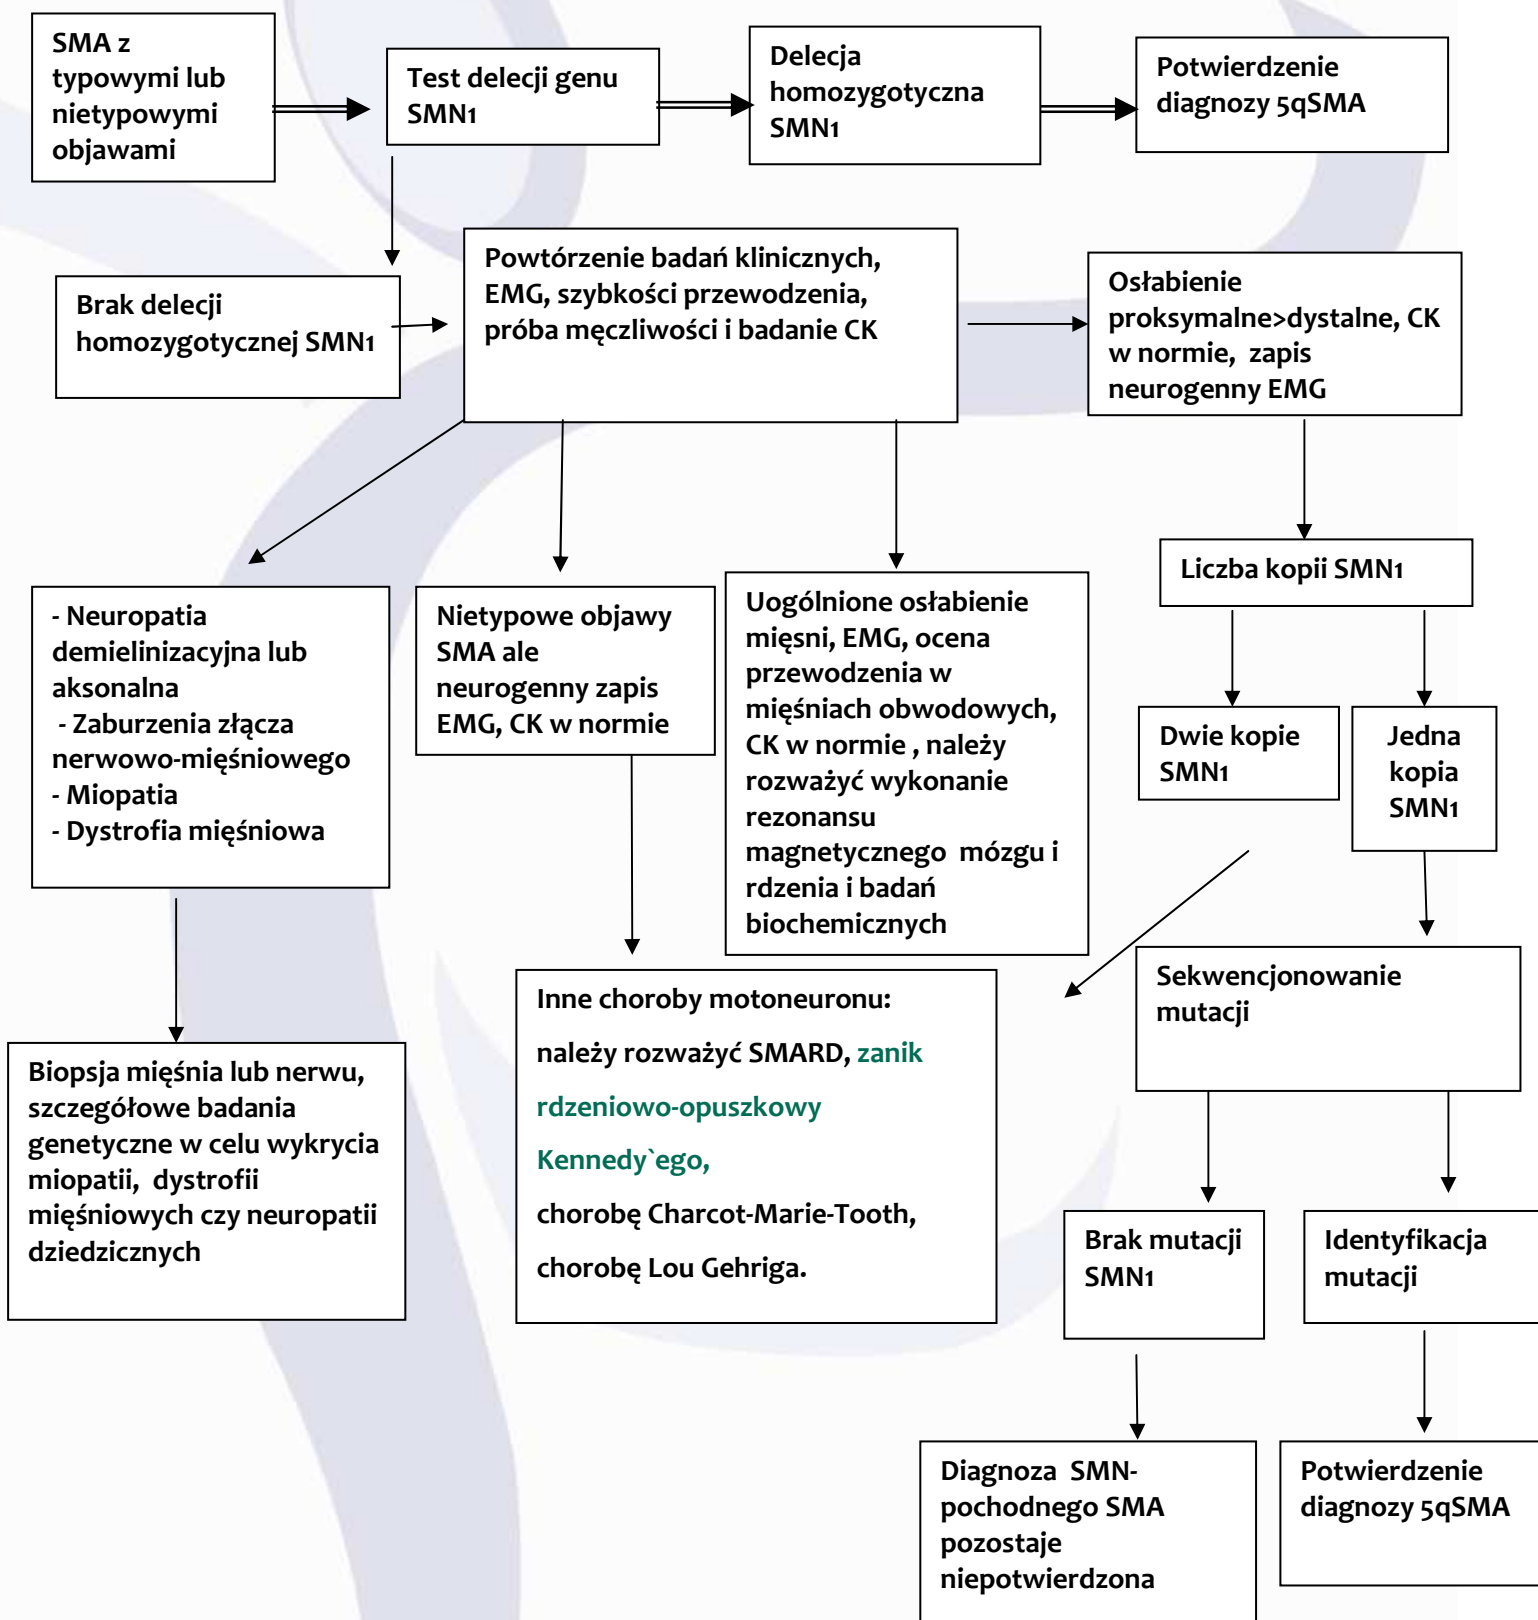 SMA z
typowymi lub
nietypowymi
objawami
Test delecji genu
SMN1
Delecja
homozygotyczna
SMN1
Potwierdzenie
diagnozy 5qSMA
Brak delecji
homozygotycznej SMN1
Powtórzenie badań klinicznych,
EMG, szybkości przewodzenia,
próba męczliwości i badanie CK
Osłabienie
proksymalne>dystalne, CK
w normie, zapis
neurogenny EMG
Liczba kopii SMN1
- Neuropatia
demielinizacyjna lub
aksonalna
- Zaburzenia złącza
nerwowo-mięśniowego
- Miopatia
- Dystrofia mięśniowa
Nietypowe objawy
SMA ale
neurogenny zapis
EMG, CK w normie
Uogólnione osłabienie
mięsni, EMG, ocena
przewodzenia w
mięśniach obwodowych,
CK w normie , należy
rozważyć wykonanie
rezonansu
magnetycznego mózgu i
rdzenia i badań
biochemicznych
Dwie kopie
SMN1
Jedna
kopia
SMN1
Sekwencjonowanie
mutacji
Inne choroby motoneuronu:
należy rozważyć SMARD, zanik
rdzeniowo-opuszkowy
Kennedy`ego,
chorobę Charcot-Marie-Tooth,
chorobę Lou Gehriga.
Biopsja mięśnia lub nerwu,
szczegółowe badania
genetyczne w celu wykrycia
miopatii, dystrofii
mięśniowych czy neuropatii
dziedzicznych
Brak mutacji
SMN1
Identyfikacja
mutacji
Diagnoza SMN-
pochodnego SMA
pozostaje
niepotwierdzona
Potwierdzenie
diagnozy 5qSMA